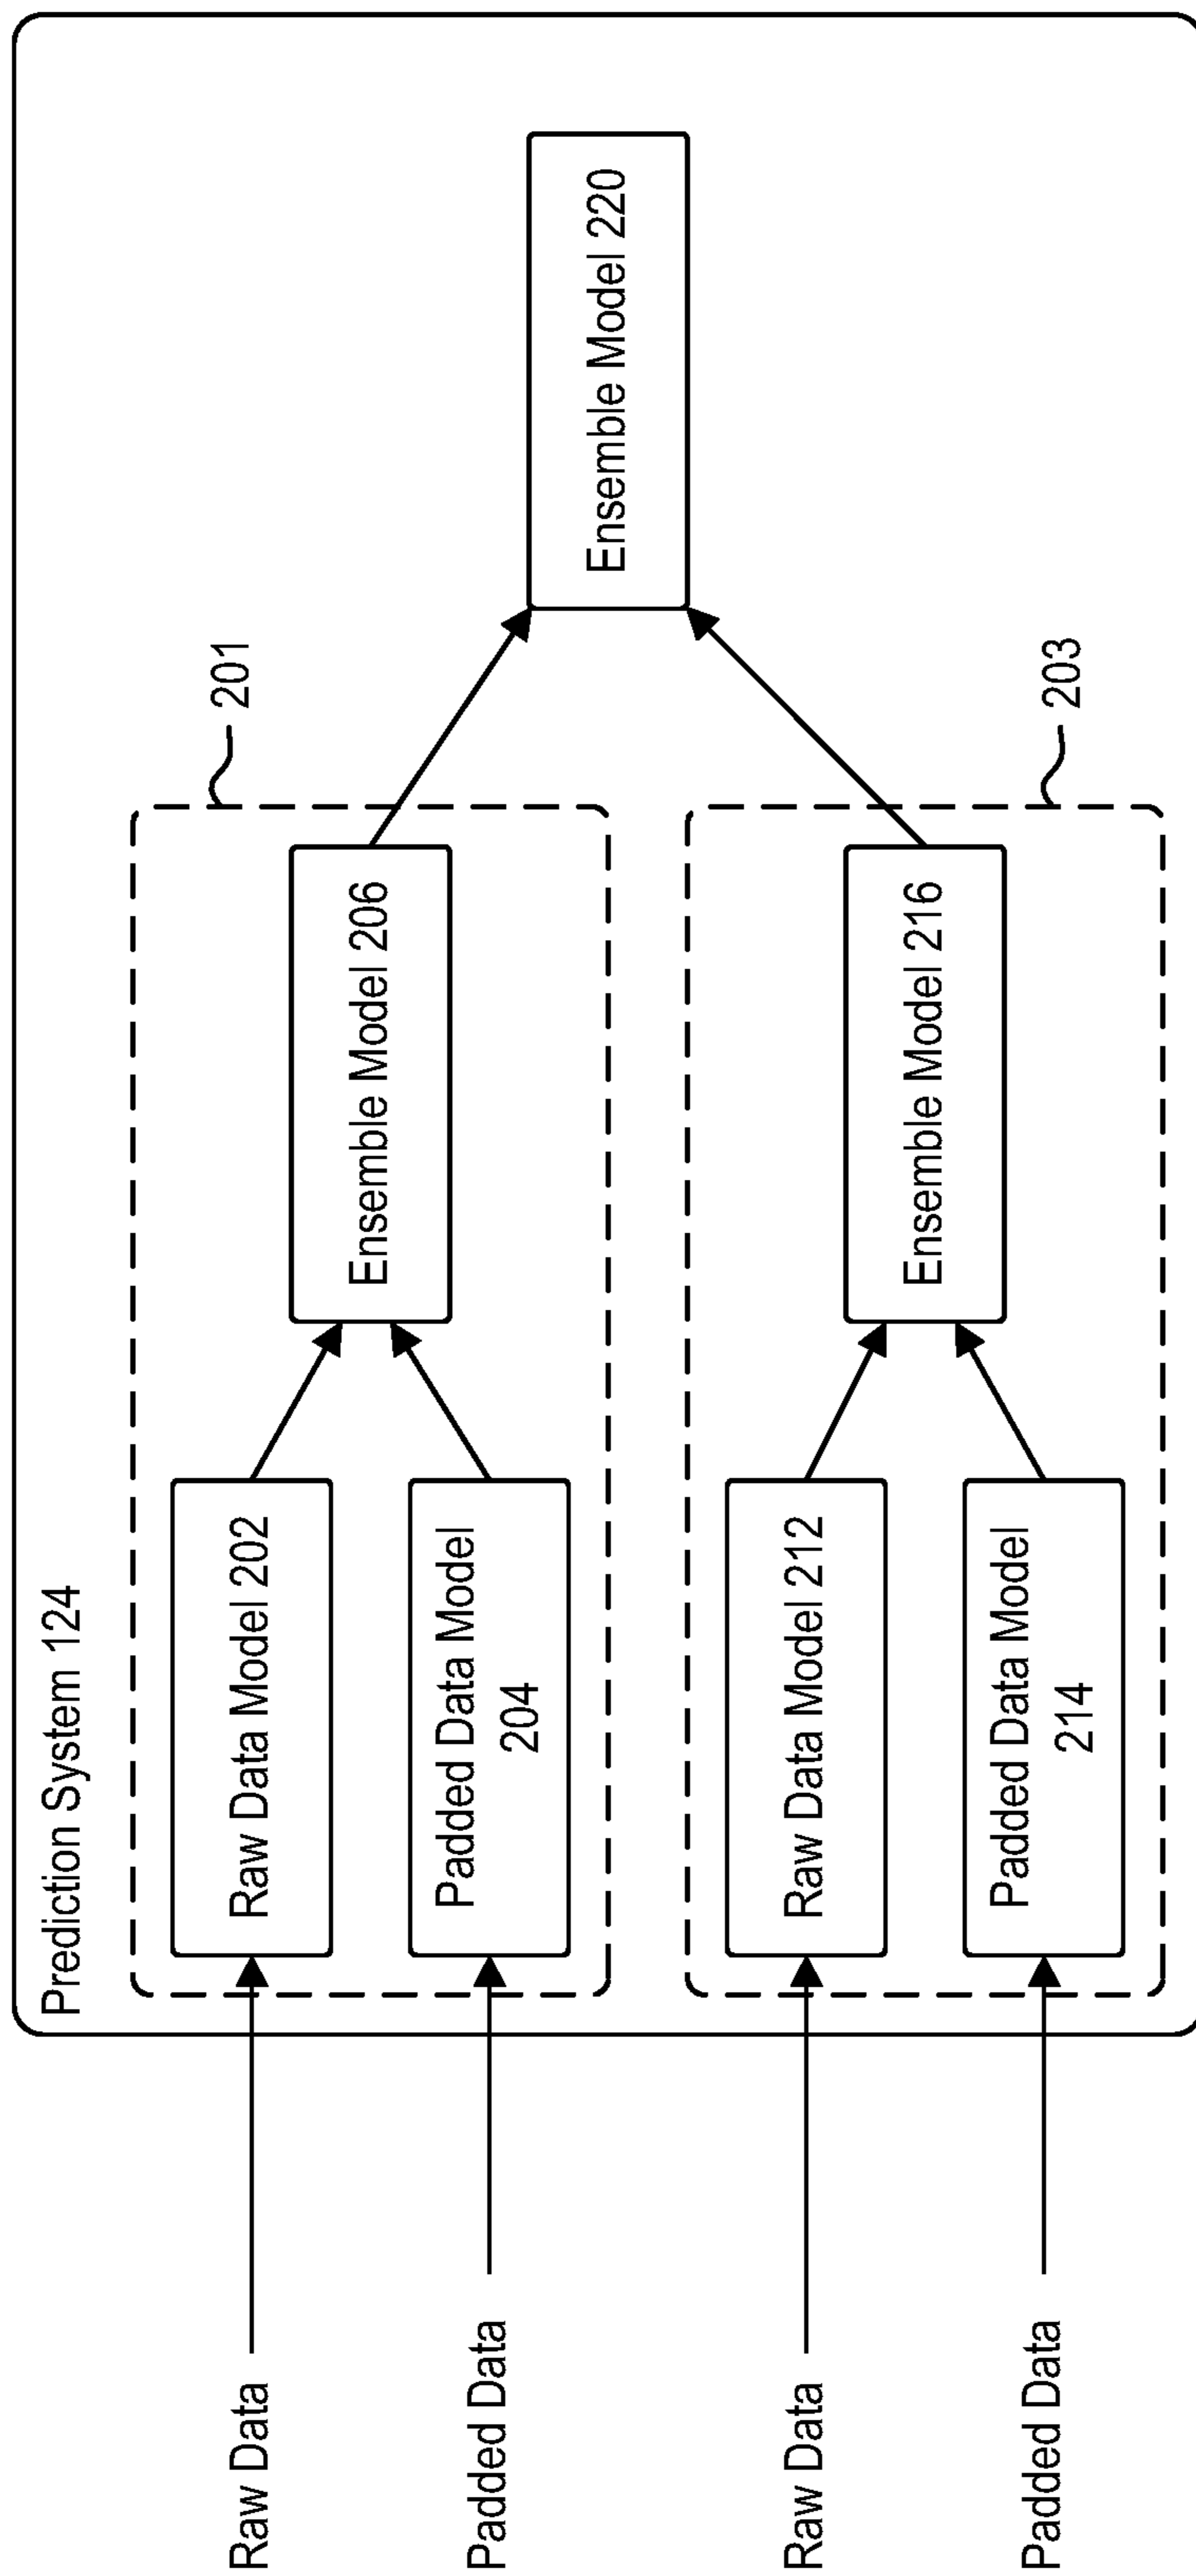 Prediction System 124
Raw Data
Raw Data Model 202
Padded Data
Padded Data Model
204
Ensemble Model 206
201
Raw Data
Raw Data Model 212
Padded Data
Padded Data Model
214
Ensemble Model 216
203
Ensemble Model 220